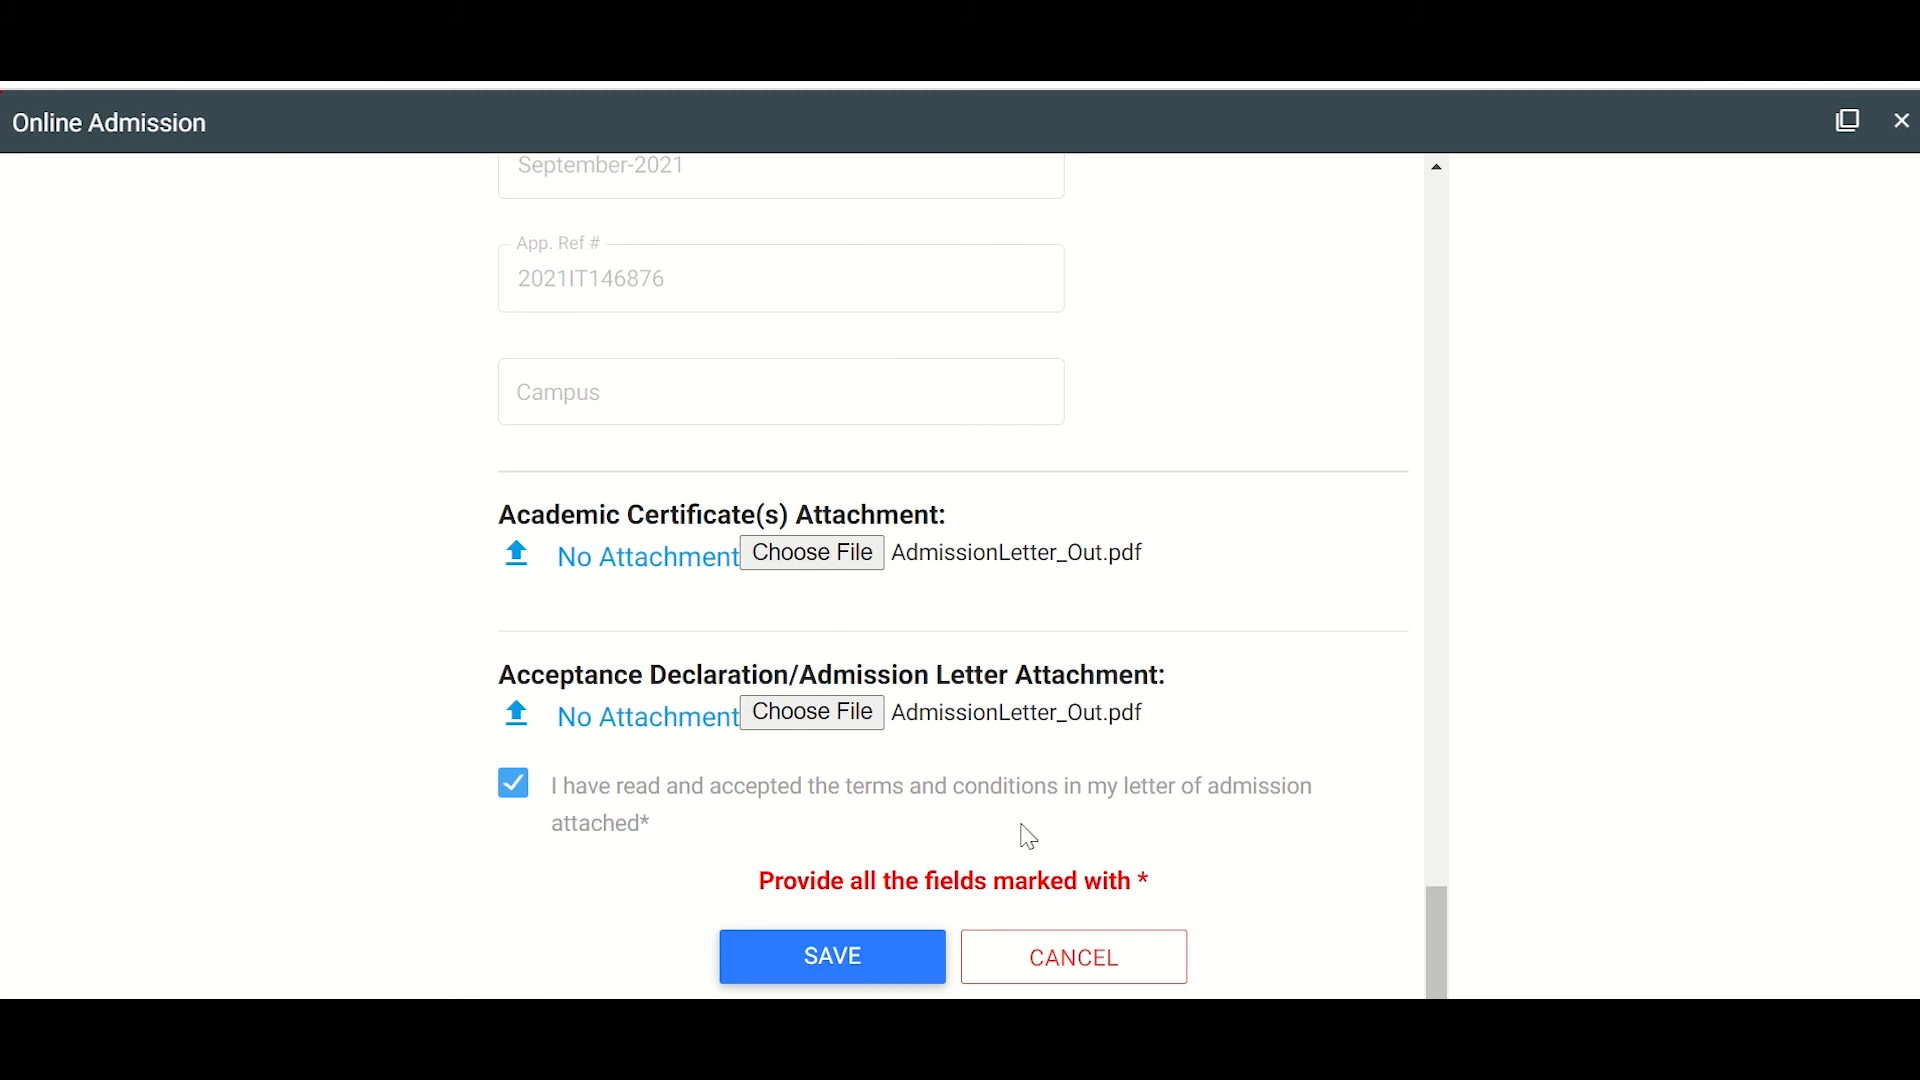 Online Admission
September-2021
App. Ref #
2021IT146876
Campus
Academic Certificate(s) Attachment:
No Attachment Choose File AdmissionLetter_Out.pdf
Acceptance Declaration/Admission Letter Attachment:
No Attachment Choose File AdmissionLetter_Out.pdf
I have read and accepted the terms and conditions in my letter of admission
attached*
Provide all the fields marked with *
SAVE CANCEL